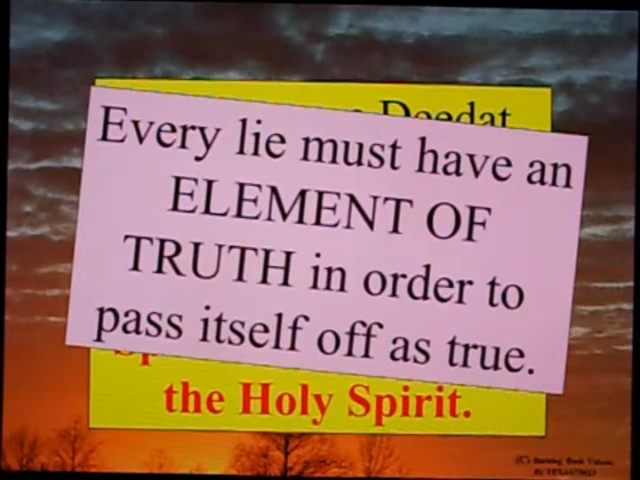 Deedat
Every lie must have an
ELEMENT OF
TRUTH in order to
pass itself off as true.
the Holy Spirit.